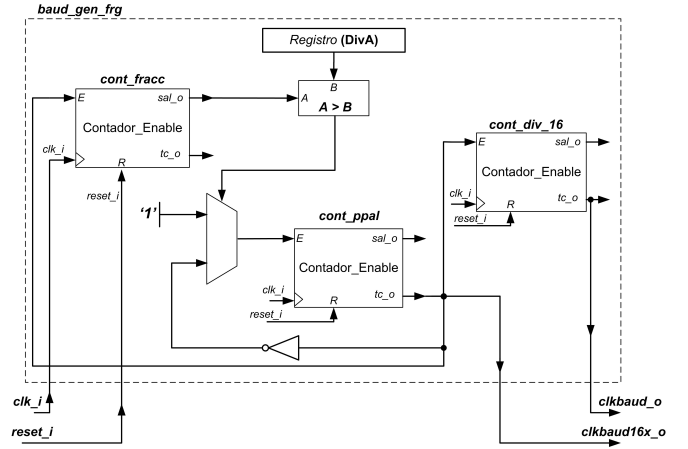 baud_gen_frg
Registro (DivA)
cont_fracc
E
sal_o
Contador_Enable
clk_i
R
tc_o
reset_i
B
A
A > B
cont_div_16
E
sal_o
Contador_Enable
tc_o
clk_i
R
reset_i
'1'
cont_ppal
E
sal_o
Contador_Enable
clk_i
R
tc_o
reset_i
clk_i
clkbaud_o
reset_i
clkbaud16x_o